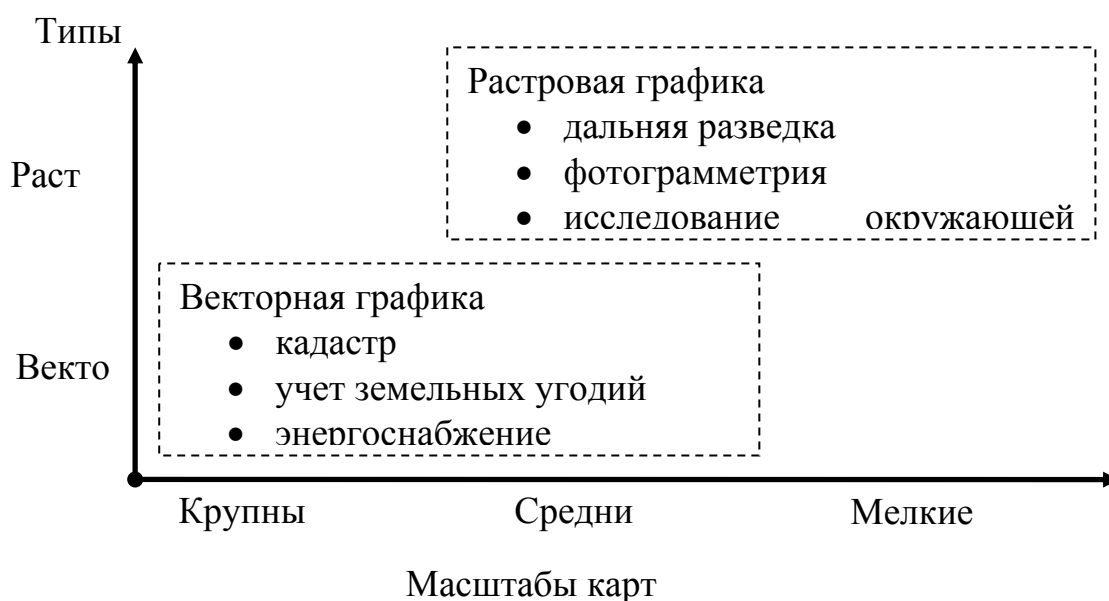 Типы
Растровая графика
• дальняя разведка
• фотограмметрия
• исследование окружающей
Раст
Векторная графика
• кадастр
• учет земельных угодий
• энергоснабжение
Векто
Крупны Средни Мелкие
Масштабы карт